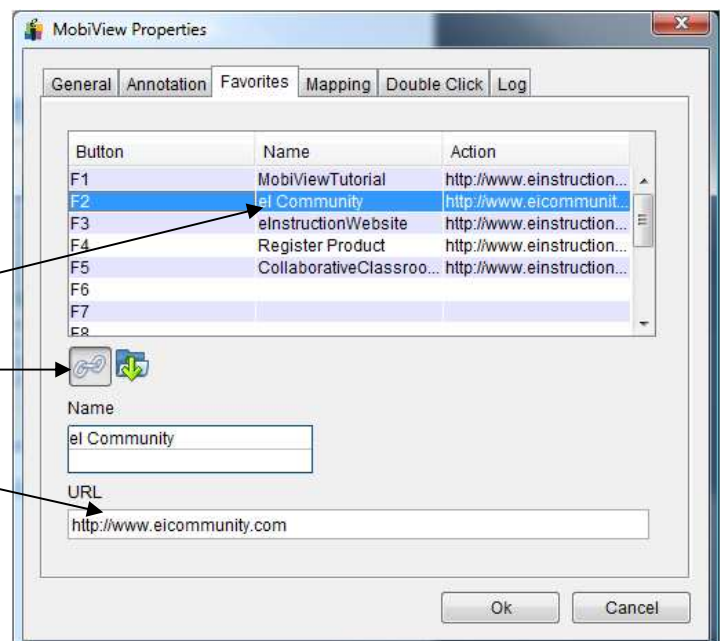 MobiView Properties
General Annotation Favorites Mapping Double Click Log
Button Name Action
F1 MobiViewTutorial http://www.einstruction...
F2 eI Community http://www.eicommunit...
F3 eInstructionWebsite http://www.einstruction...
F4 Register Product http://www.einstruction...
F5 CollaborativeClassroo... http://www.einstruction...
F6
F7
F8
Name
eI Community
URL
http://www.eicommunity.com
Ok Cancel